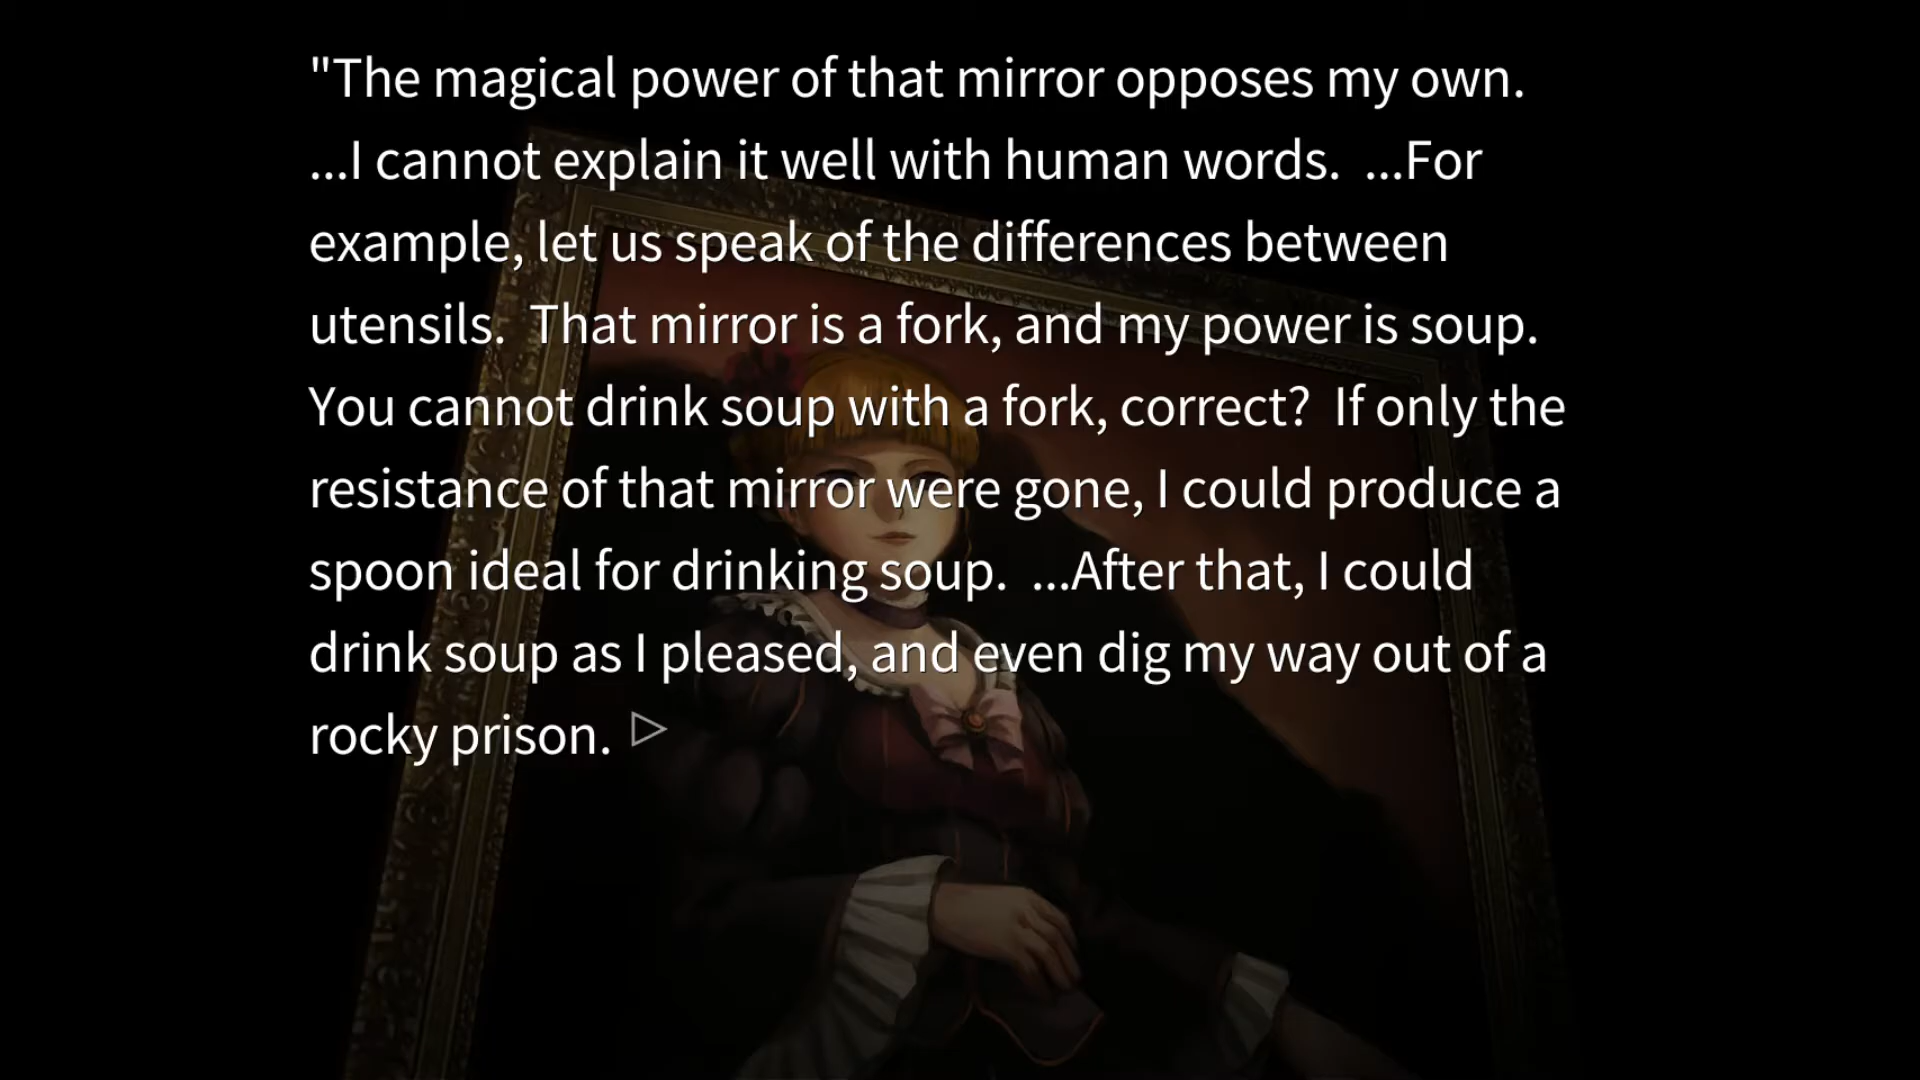 "The magical power of that mirror opposes my own.
...I cannot explain it well with human words.  ...For
example, let us speak of the differences between
utensils.  That mirror is a fork, and my power is soup.
You cannot drink soup with a fork, correct?  If only the
resistance of that mirror were gone, I could produce a
spoon ideal for drinking soup.  ...After that, I could
drink soup as I pleased, and even dig my way out of a
rocky prison.